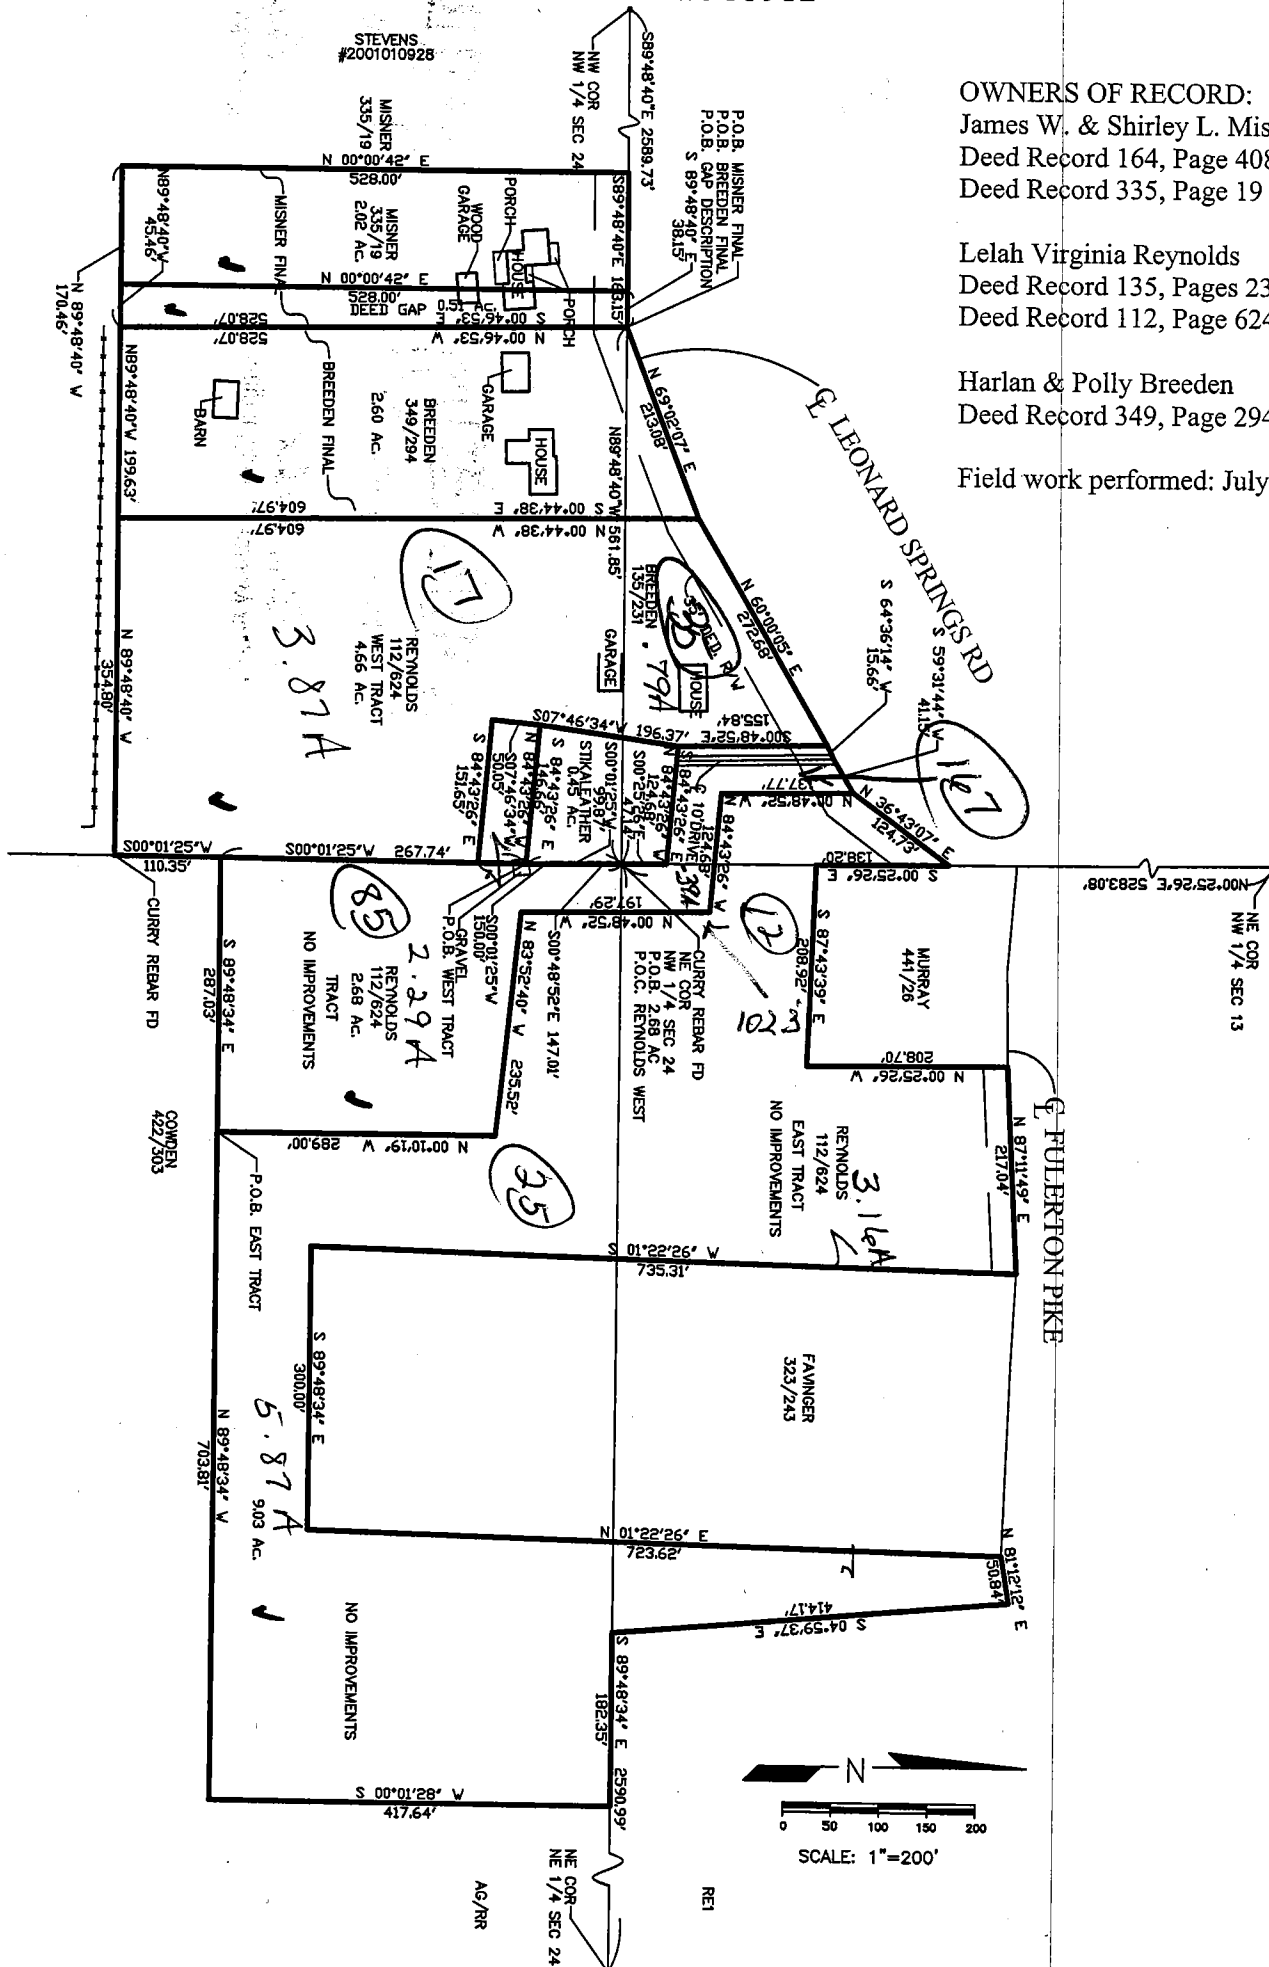 OWNERS OF RECORD:
James W. & Shirley L. Mis
Deed Record 164, Page 408
Deed Record 335, Page 19
Lelah Virginia Reynolds
Deed Record 135, Pages 23
Deed Record 112, Page 624
Harlan & Polly Breeden
Deed Record 349, Page 294
Field work performed: July
STEVENS
#2001010928
NW COR
NW 1/4 SEC 24
S89°48'40"E 2589.73'
P.O.B. MISNER FINAL
P.O.B. BREEDEN FINAL
P.O.B. GAP DESCRIPTION
S 89°48'40" E
38.15'
MISNER
335/19
N 00°00'42" E
528.00'
S89°48'40"E 163.15'
MISNER
335/19
2.02 Ac.
WOOD
GARAGE
PORCH
HOUSE
PORCH
MISNER FINAL
N89°48'40"W
45.46'
N 89°48'40" W
170.46'
N 00°00'42" E
528.00'
DEED GAP
0.51 Ac.
S 00°46'53" E
528.07'
N 00°46'53" W
528.07'
BREEDEN FINAL
GARAGE
BREEDEN
349/294
2.60 Ac.
HOUSE
BARN
N89°48'40"W 199.63'
N89°48'40"W 561.85'
N 69°02'07" E
213.08'
℄ LEONARD SPRINGS RD
S 00°44'38" E
604.97'
N 00°44'38" W
604.97'
17
3.87A
REYNOLDS
112/624
WEST TRACT
4.66 Ac.
N 89°48'40" W
354.80'
BREEDEN
135/231
.79A
35' DED. R/W
HOUSE
GARAGE
N 60°00'05" E
272.68'
S 64°36'14" W
15.66'
S 59°31'44" W
41.15'
167
N 36°43'07" E
124.73'
S00°48'52"E
155.84'
137.77'
N 00°48'52" W
S07°46'34"W 196.37'
S 84°43'26" E
124.68'
N 84°43'26" W
124.68'
℄ 10' DRIVE
.39A
S00°25'26"E
47.14'
S00°01'25"W
99.87'
STIKALEATHER
0.45 Ac.
S 84°43'26" E
146.66'
N 84°43'26" W
S07°46'34"W
50.05'
S 84°43'26" E
151.65'
S 00°25'26" E
138.20'
N00°25'26"E 5283.08'
NE COR
NW 1/4 SEC 13
S00°01'25"W
110.35'
S00°01'25"W 267.74'
CURRY REBAR FD
85
2.29A
GRAVEL
P.O.B. WEST TRACT
S00°01'25"W
150.00'
REYNOLDS
112/624
2.68 Ac.
TRACT
NO IMPROVEMENTS
S 89°48'34" E
287.03'
N 83°52'40" W 235.52'
S00°48'52"E 147.01'
N 00°48'52" W
197.29'
CURRY REBAR FD
NE COR
NW 1/4 SEC 24
P.O.B. 2.68 AC
P.O.C. REYNOLDS WEST
12
1023
S 87°43'39" E
208.92'
MURRAY
441/26
N 00°25'26" W
208.70'
℄ FULERTON PIKE
N 87°11'49" E
217.04'
REYNOLDS
112/624
EAST TRACT
NO IMPROVEMENTS
3.16A
N 00°10'19" W 289.00'
25
COWDEN
422/303
P.O.B. EAST TRACT
S 01°22'26" W
735.31'
FAVINGER
323/243
S 89°48'34" E
300.00'
N 89°48'34" W
703.81'
5.87A
9.03 Ac.
N 01°22'26" E
723.62'
N 81°12'12" E
50.84'
S 04°59'37" E
414.17'
NO IMPROVEMENTS
S 89°48'34" E 2590.99'
182.35'
S 00°01'28" W
417.64'
N
0 50 100 150 200
SCALE: 1"=200'
NE COR
NE 1/4 SEC 24
AG/RR
RE1